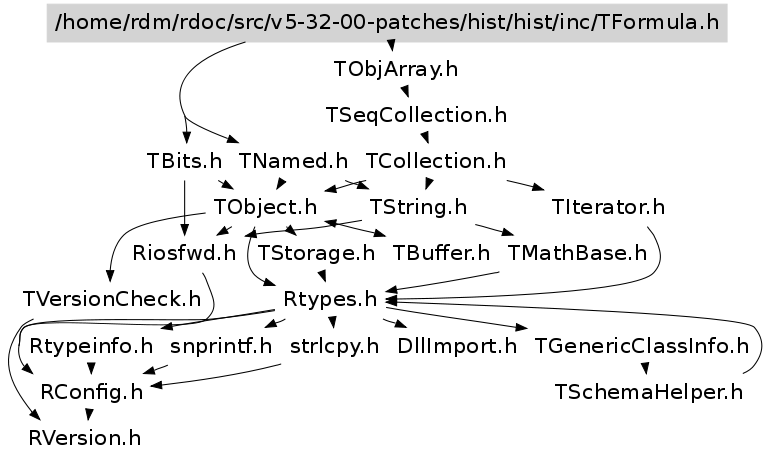 /home/rdm/rdoc/src/v5-32-00-patches/hist/hist/inc/TFormula.h
TObjArray.h
TSeqCollection.h
TBits.h TNamed.h TCollection.h
TObject.h TString.h TIterator.h
Riosfwd.h TStorage.h TBuffer.h TMathBase.h
TVersionCheck.h Rtypes.h
Rtypeinfo.h snprintf.h strlcpy.h DllImport.h TGenericClassInfo.h
RConfig.h TSchemaHelper.h
RVersion.h